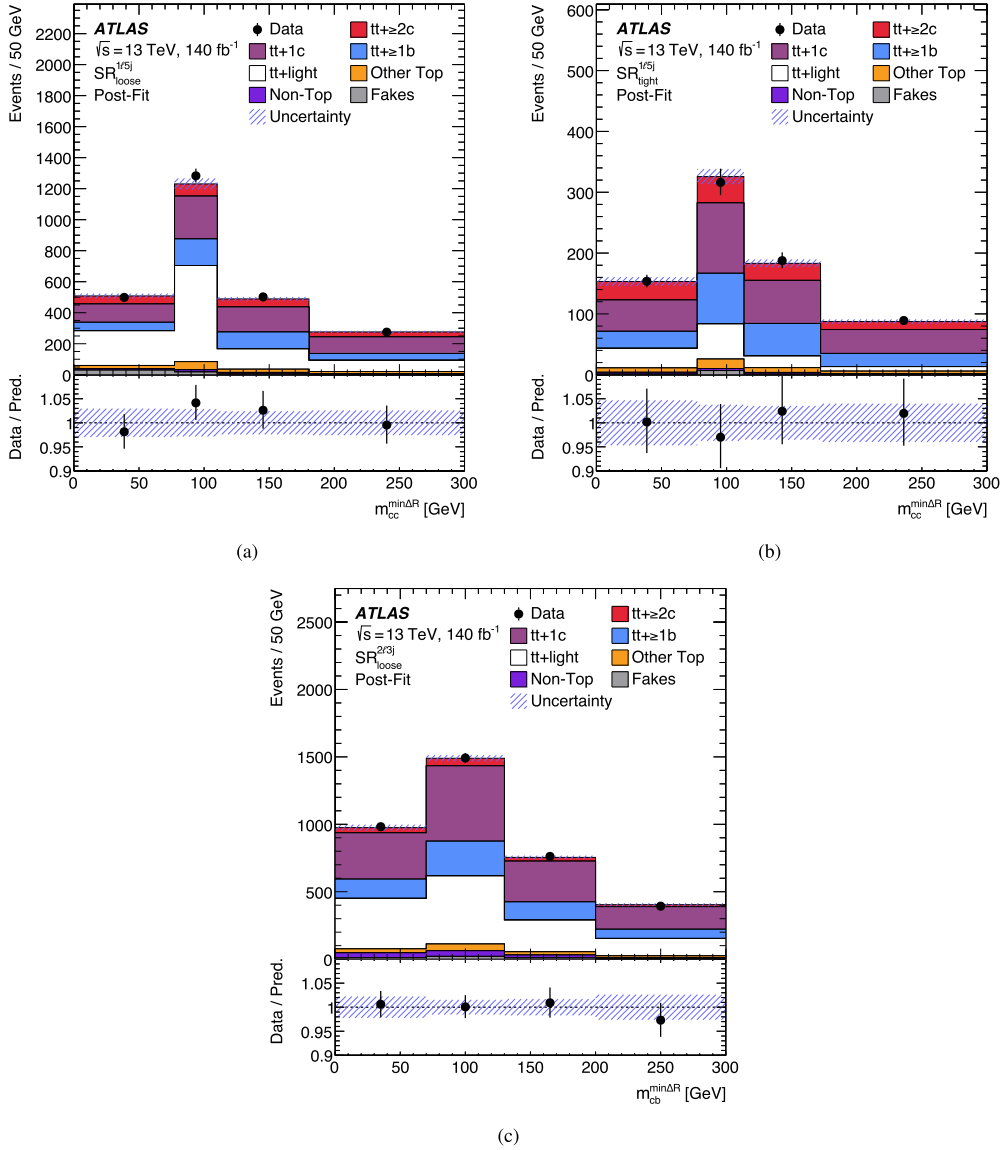 ATLAS
√s = 13 TeV, 140 fb⁻¹
SR 1ℓ5j loose
Post-Fit
Data
tt+≥2c
tt+1c
tt+≥1b
tt+light
Other Top
Non-Top
Fakes
Uncertainty
Events / 50 GeV
2200
2000
1800
1600
1400
1200
1000
800
600
400
200
0
Data / Pred.
1.05
1
0.95
0.9
0 50 100 150 200 250 300
m_cc^minΔR [GeV]
(a)
ATLAS
√s = 13 TeV, 140 fb⁻¹
SR 1ℓ5j tight
Post-Fit
Data
tt+≥2c
tt+1c
tt+≥1b
tt+light
Other Top
Non-Top
Fakes
Uncertainty
Events / 50 GeV
600
500
400
300
200
100
0
Data / Pred.
1.05
1
0.95
0.9
0 50 100 150 200 250 300
m_cc^minΔR [GeV]
(b)
ATLAS
√s = 13 TeV, 140 fb⁻¹
SR 2ℓ3j loose
Post-Fit
Data
tt+≥2c
tt+1c
tt+≥1b
tt+light
Other Top
Non-Top
Fakes
Uncertainty
Events / 50 GeV
2500
2000
1500
1000
500
0
Data / Pred.
1.05
1
0.95
0.9
0 50 100 150 200 250 300
m_cb^minΔR [GeV]
(c)